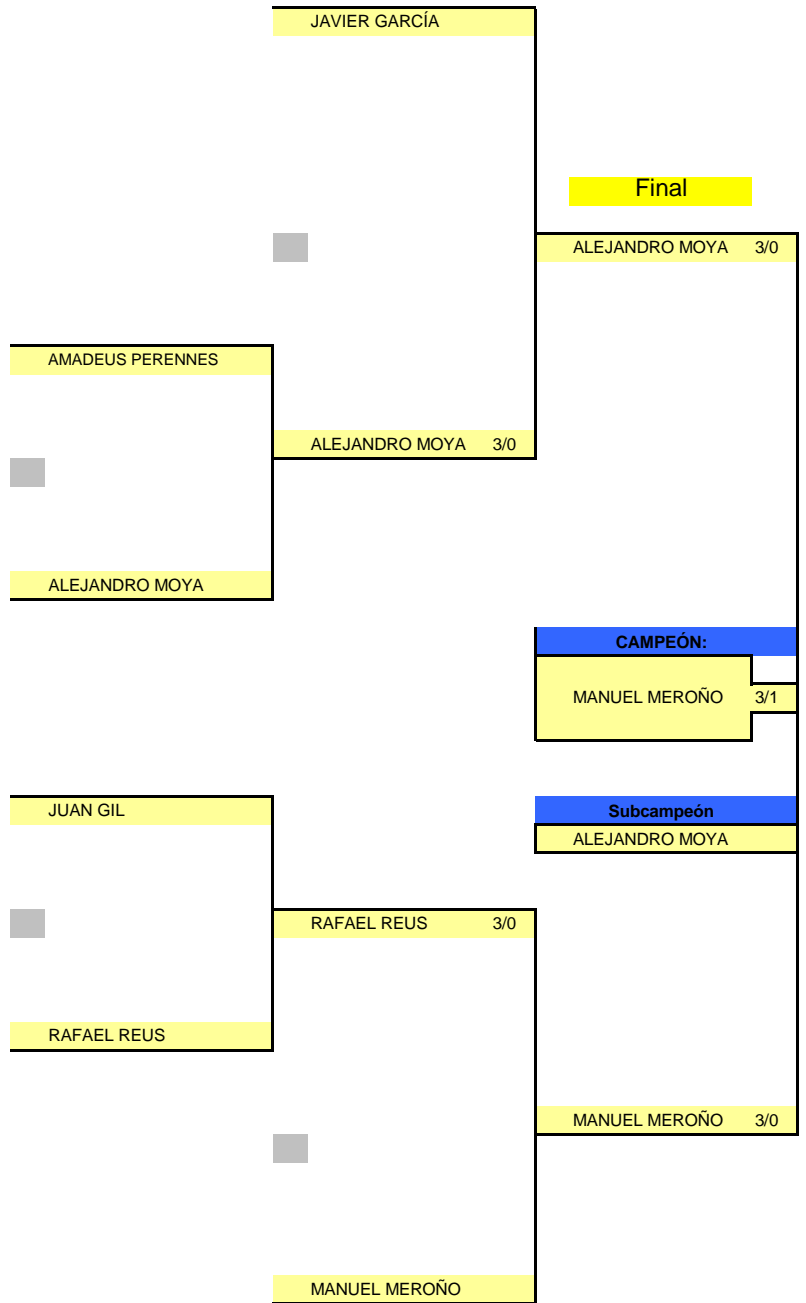 JAVIER GARCÍA
Final
ALEJANDRO MOYA 3/0
AMADEUS PERENNES
ALEJANDRO MOYA 3/0
ALEJANDRO MOYA
CAMPEÓN:
MANUEL MEROÑO 3/1
JUAN GIL
Subcampeón
ALEJANDRO MOYA
RAFAEL REUS 3/0
RAFAEL REUS
MANUEL MEROÑO 3/0
MANUEL MEROÑO